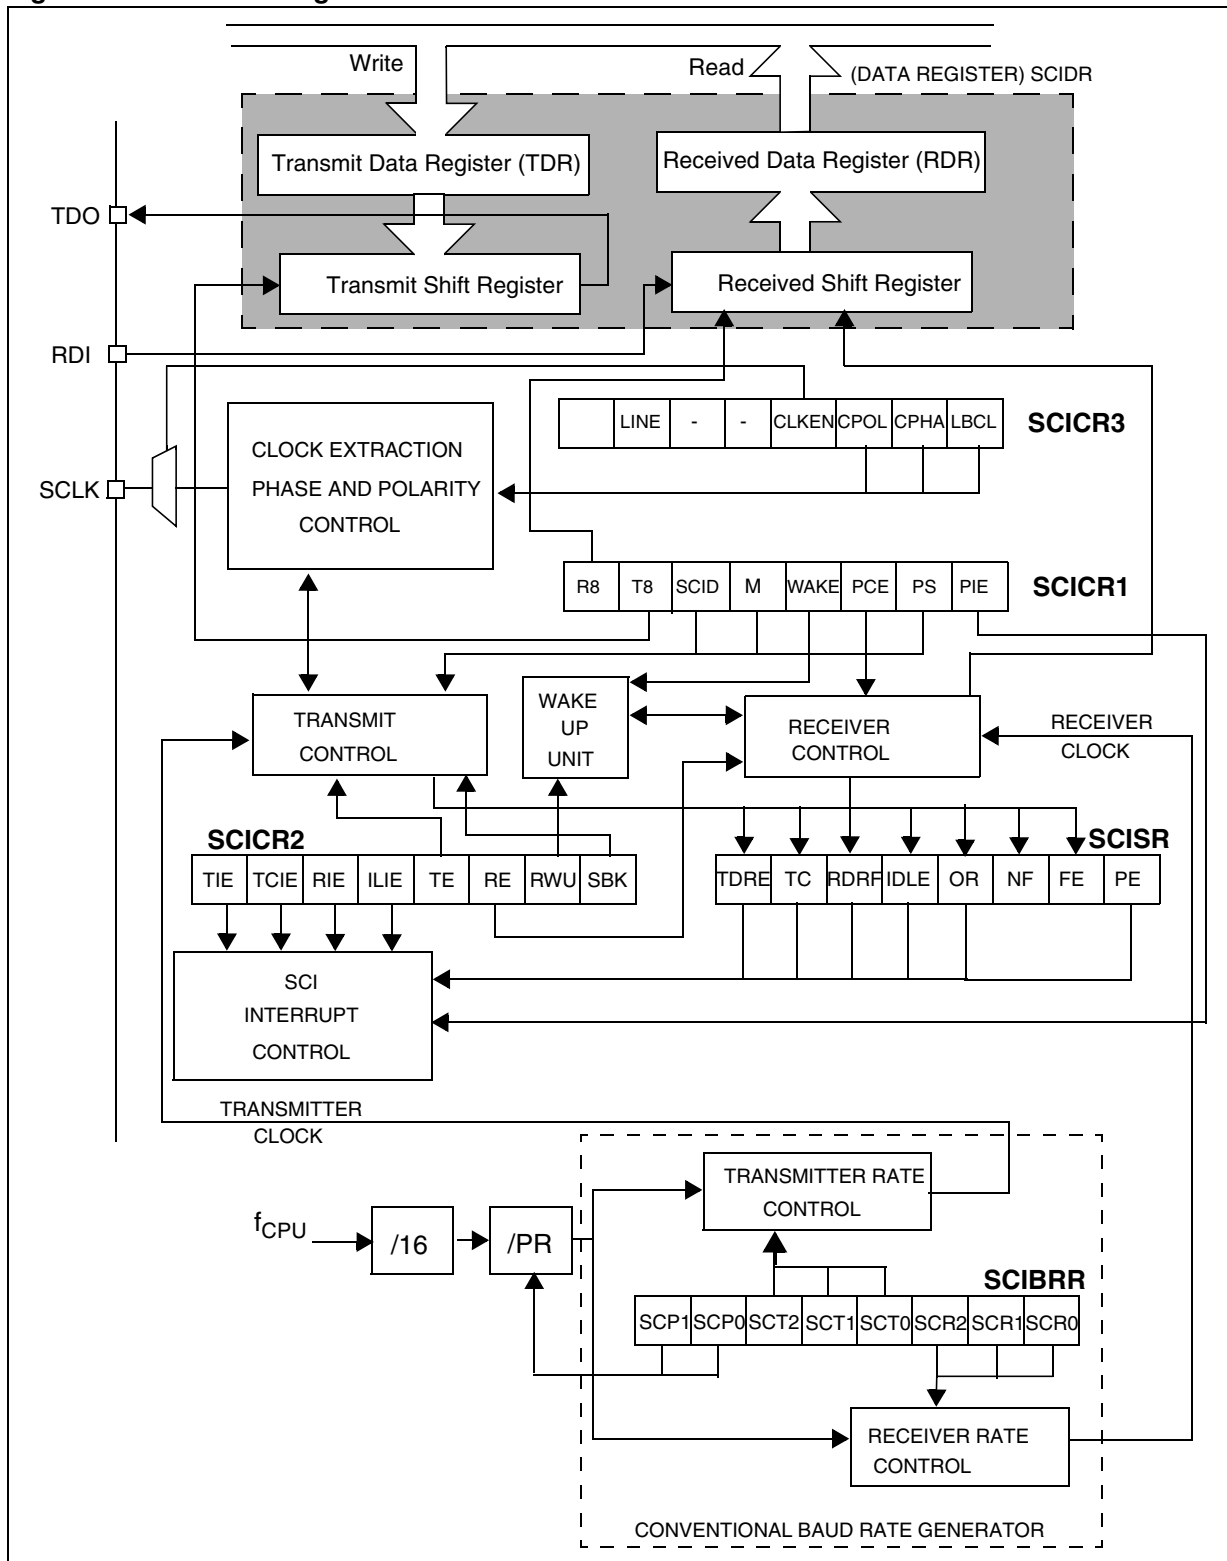 Write
Read
(DATA REGISTER) SCIDR
Transmit Data Register (TDR)
Received Data Register (RDR)
TDO
Transmit Shift Register
Received Shift Register
RDI
LINE - - CLKEN CPOL CPHA LBCL
SCICR3
CLOCK EXTRACTION
PHASE AND POLARITY
CONTROL
SCLK
R8 T8 SCID M WAKE PCE PS PIE
SCICR1
TRANSMIT
CONTROL
WAKE
UP
UNIT
RECEIVER
CONTROL
RECEIVER
CLOCK
SCICR2
TIE TCIE RIE ILIE TE RE RWU SBK
SCISR
TDRE TC RDRF IDLE OR NF FE PE
SCI
INTERRUPT
CONTROL
TRANSMITTER
CLOCK
TRANSMITTER RATE
CONTROL
fCPU
/16
/PR
SCIBRR
SCP1 SCP0 SCT2 SCT1 SCT0 SCR2 SCR1 SCR0
RECEIVER RATE
CONTROL
CONVENTIONAL BAUD RATE GENERATOR